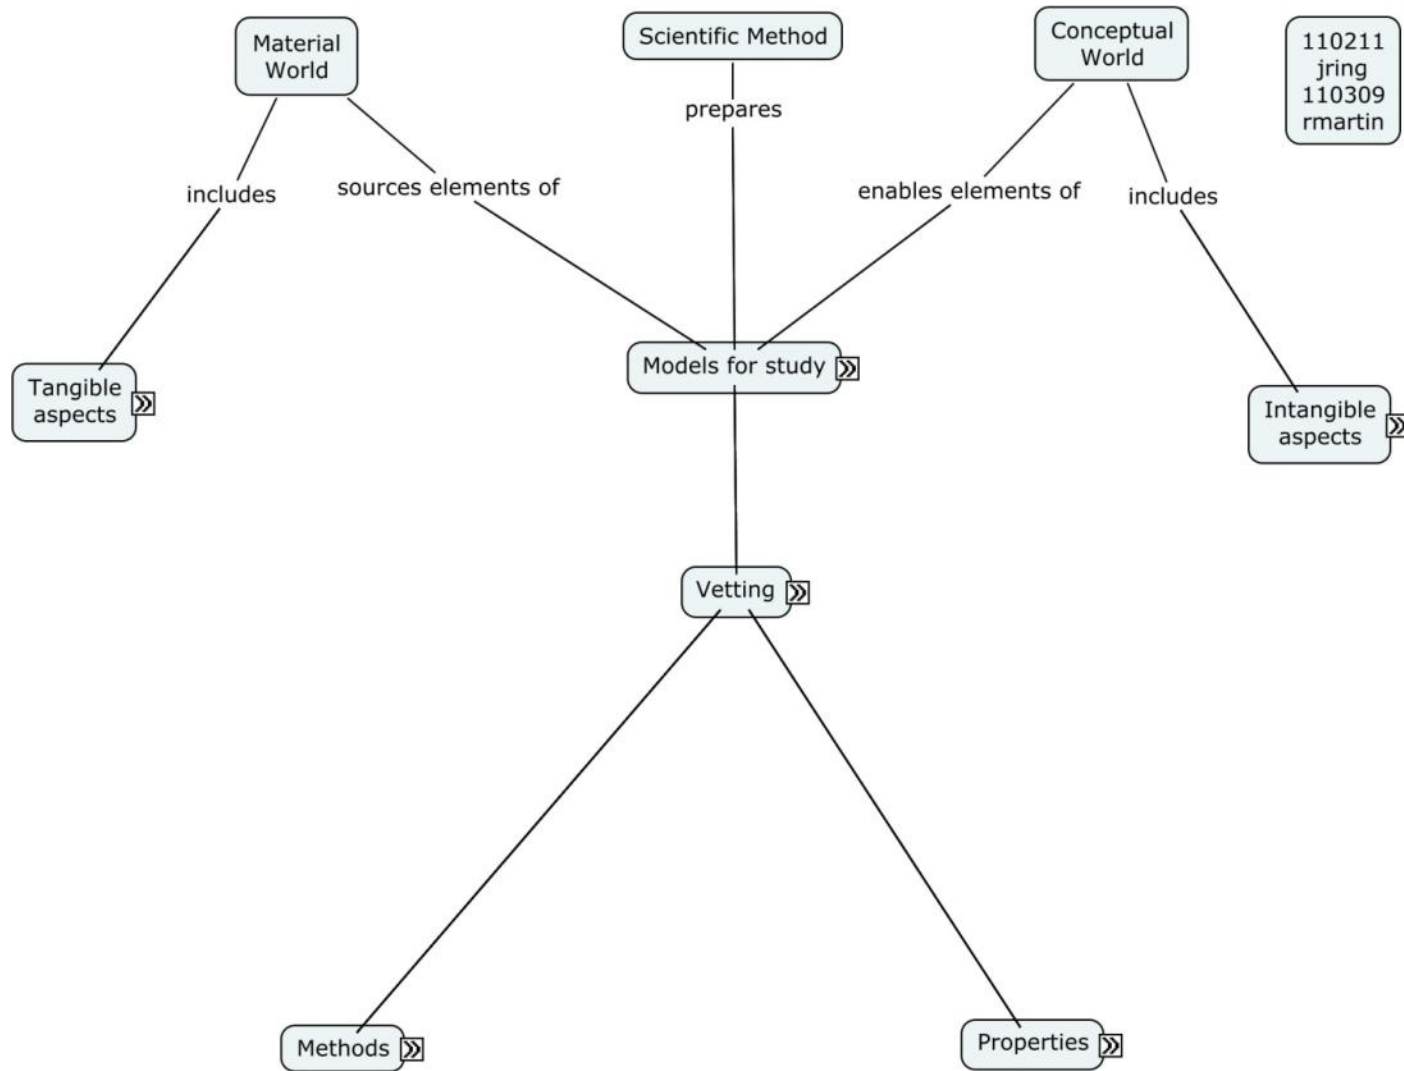 Material
World
Scientific Method
Conceptual
World
110211
jring
110309
rmartin
prepares
includes
sources elements of
enables elements of
includes
Models for study
Tangible
aspects
Intangible
aspects
Vetting
Methods
Properties